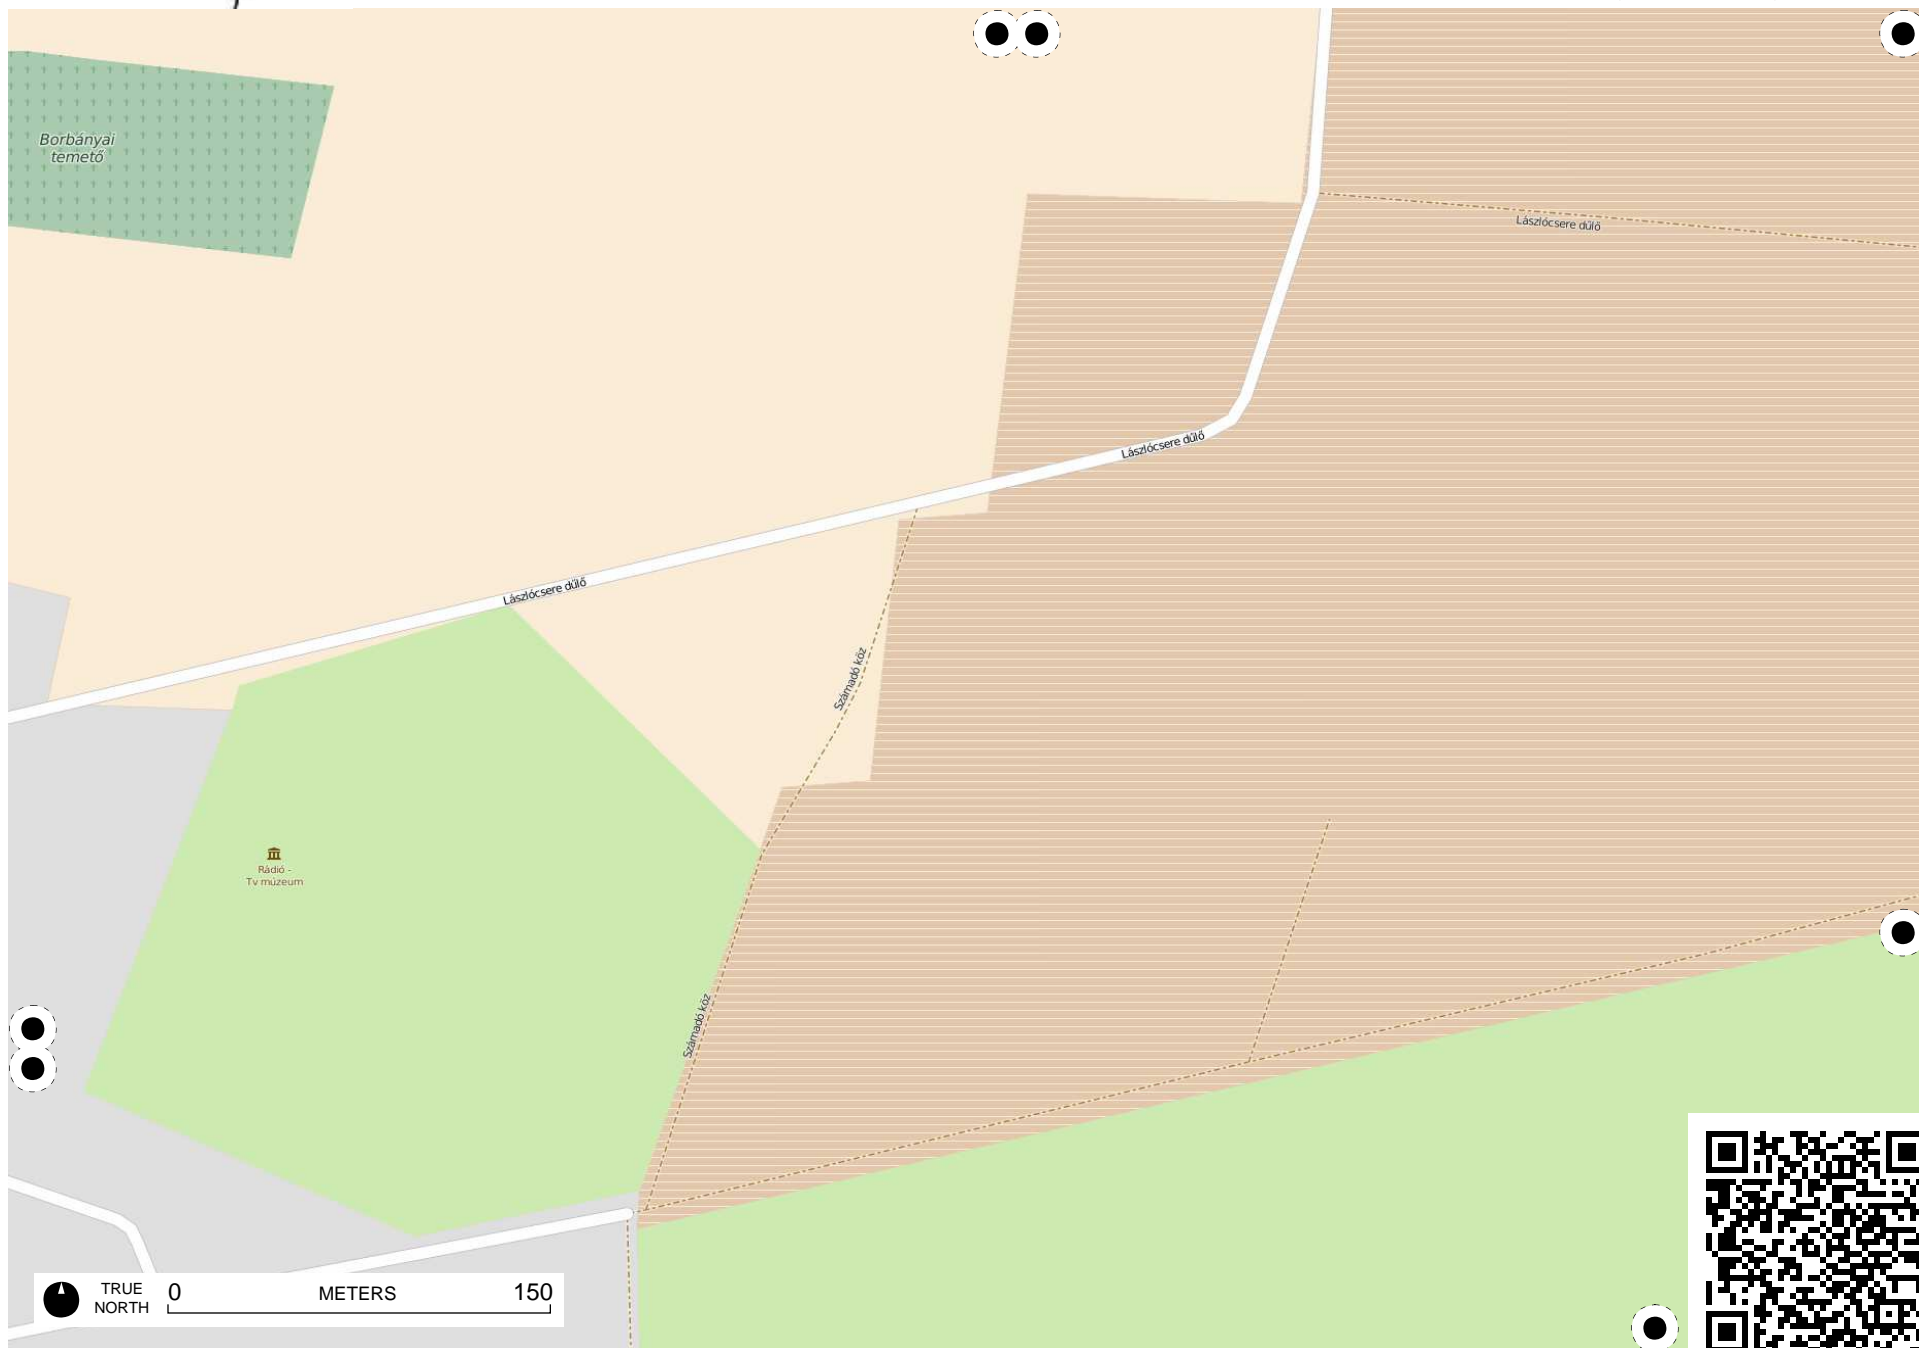 Borbányai
temető
Lászlócsere dűlő
Lászlócsere dűlő
Lászlócsere dűlő
Számadó köz
Rádió -
Tv múzeum
Számadó köz
TRUE
NORTH
0 METERS 150